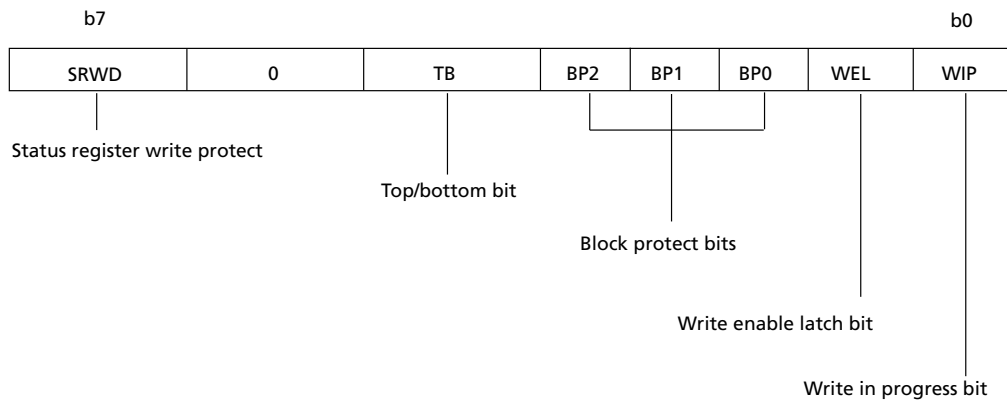 b7 b0
SRWD 0 TB BP2 BP1 BP0 WEL WIP
Status register write protect
Top/bottom bit
Block protect bits
Write enable latch bit
Write in progress bit